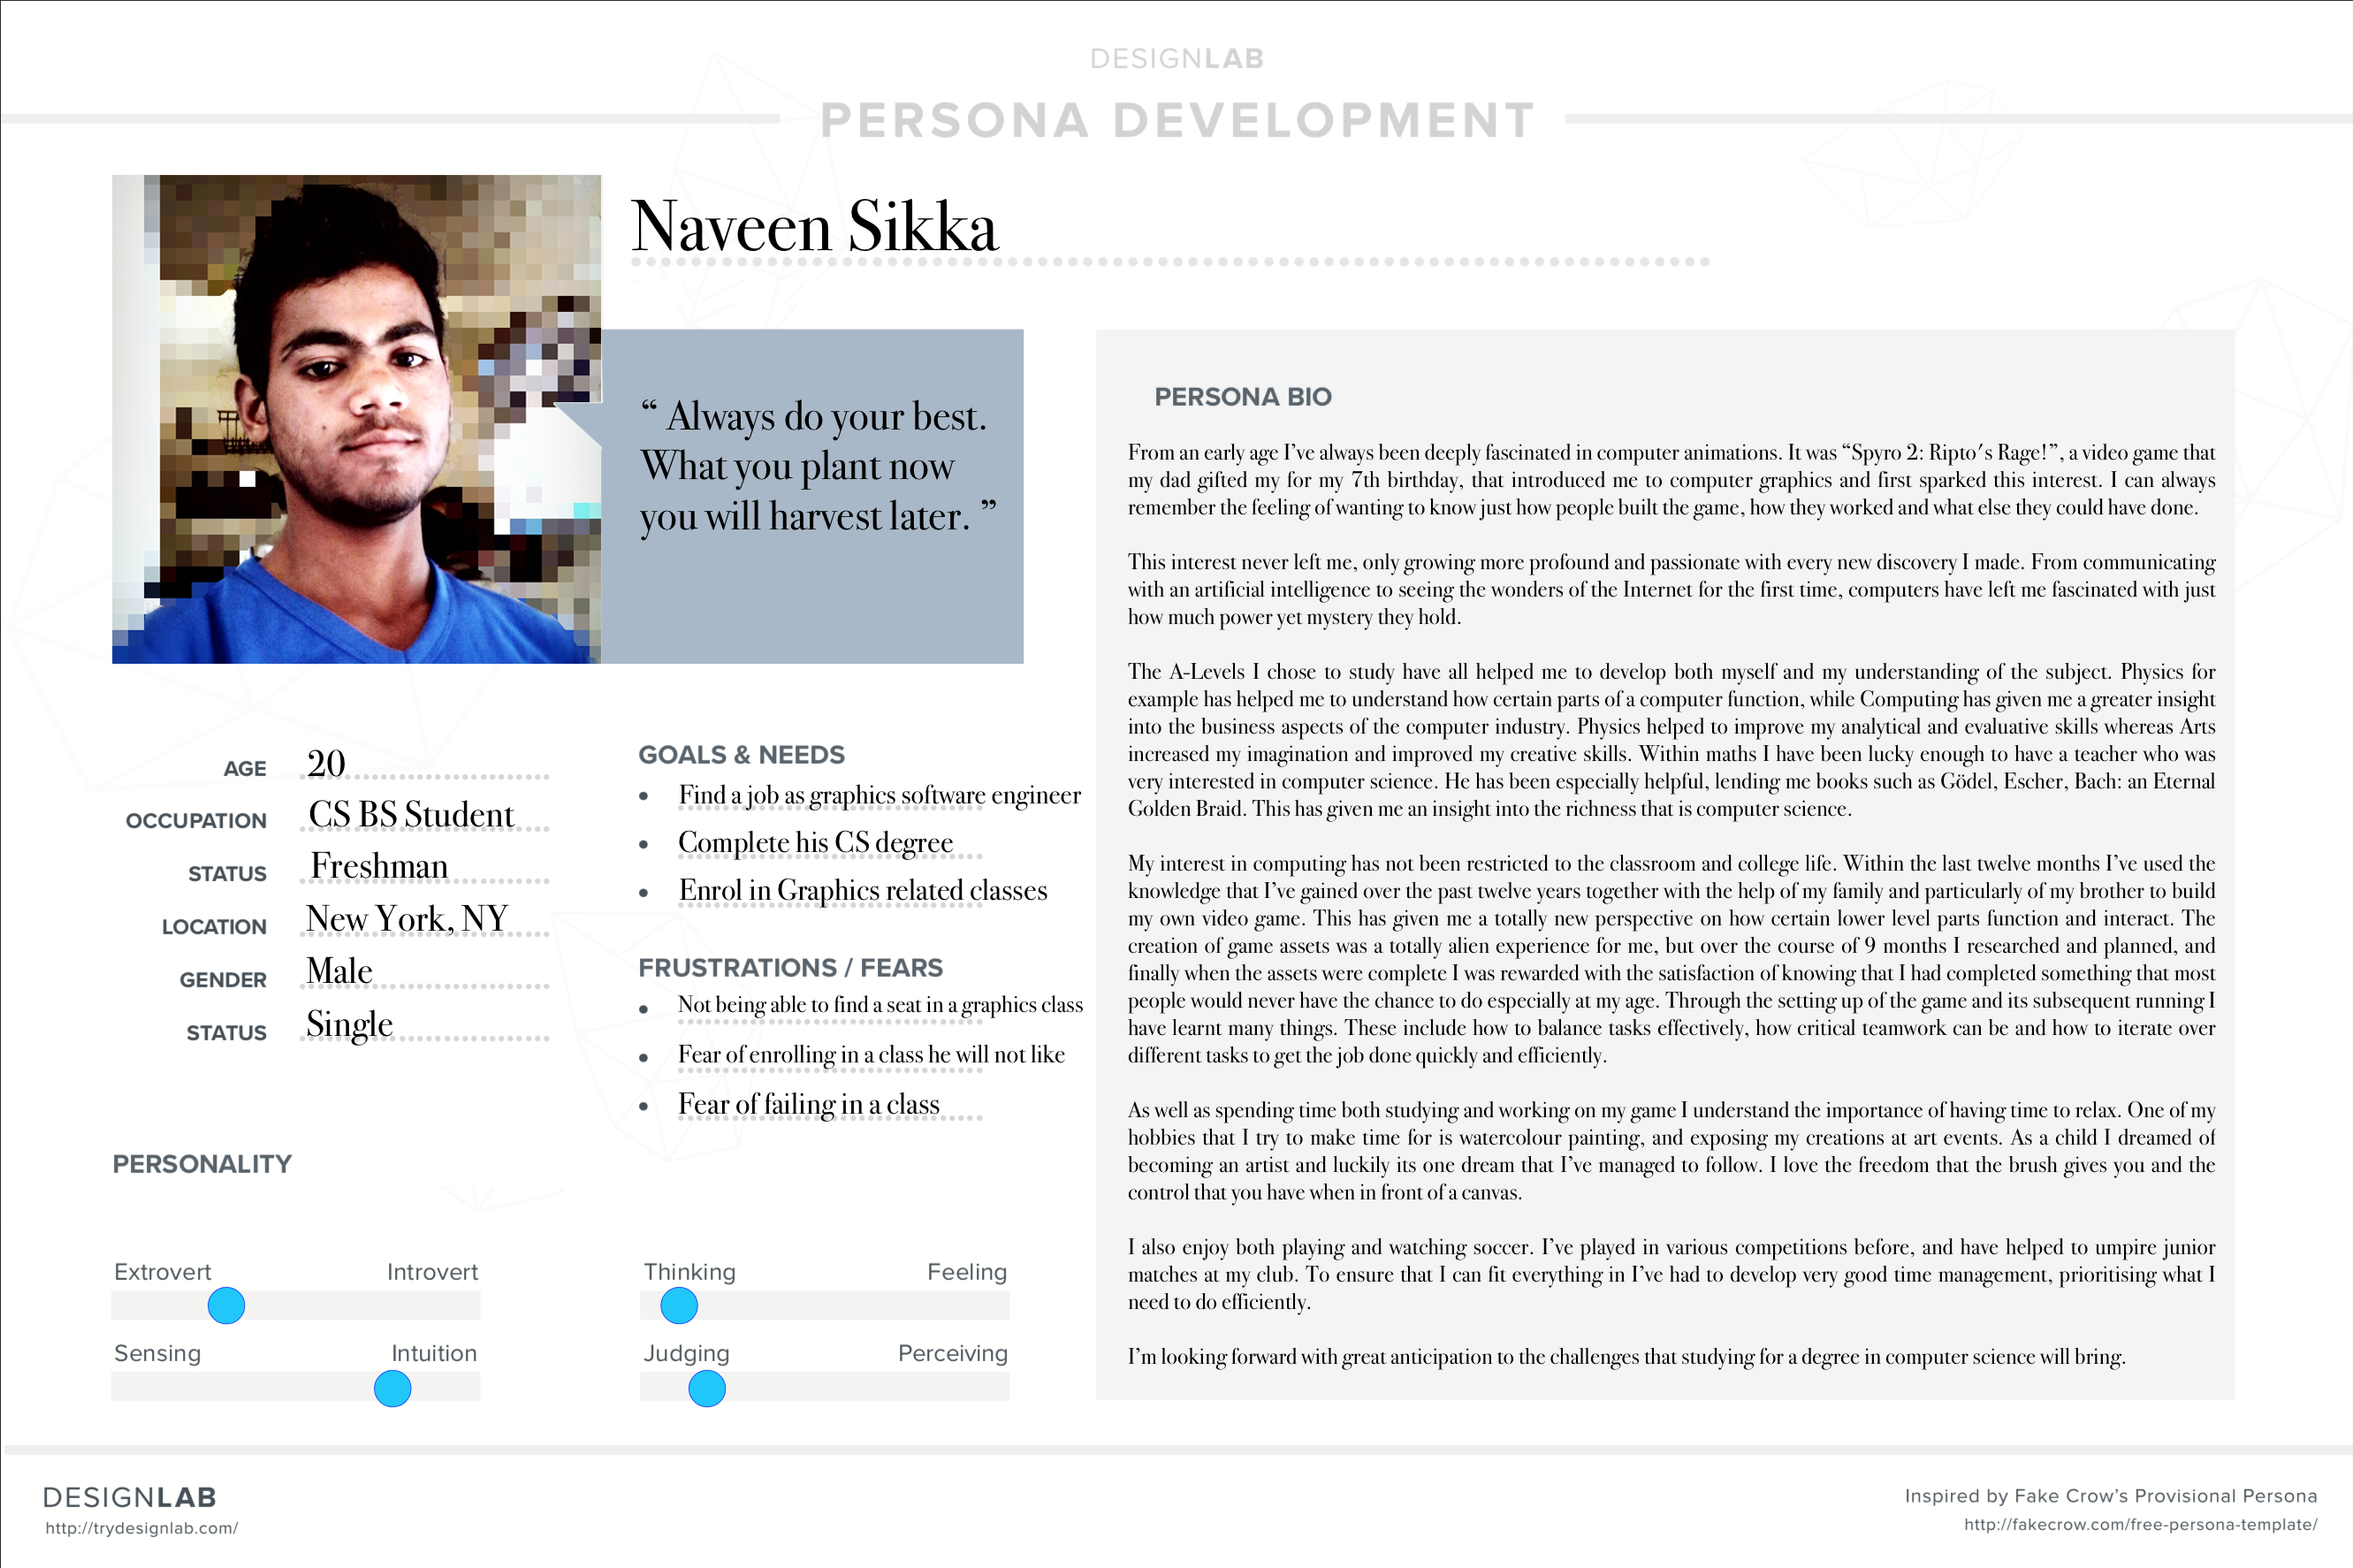 DESIGNLAB
PERSONA DEVELOPMENT
Naveen Sikka
“ Always do your best.
What you plant now
you will harvest later. ”
AGE 20
OCCUPATION CS BS Student
STATUS Freshman
LOCATION New York, NY
GENDER Male
STATUS Single
GOALS & NEEDS
• Find a job as graphics software engineer
• Complete his CS degree
• Enrol in Graphics related classes
FRUSTRATIONS / FEARS
• Not being able to find a seat in a graphics class
• Fear of enrolling in a class he will not like
• Fear of failing in a class
PERSONALITY
Extrovert Introvert
Sensing Intuition
Thinking Feeling
Judging Perceiving
PERSONA BIO
From an early age I’ve always been deeply fascinated in computer animations. It was “Spyro 2: Ripto's Rage!”, a video game that
my dad gifted my for my 7th birthday, that introduced me to computer graphics and first sparked this interest. I can always
remember the feeling of wanting to know just how people built the game, how they worked and what else they could have done.
This interest never left me, only growing more profound and passionate with every new discovery I made. From communicating
with an artificial intelligence to seeing the wonders of the Internet for the first time, computers have left me fascinated with just
how much power yet mystery they hold.
The A-Levels I chose to study have all helped me to develop both myself and my understanding of the subject. Physics for
example has helped me to understand how certain parts of a computer function, while Computing has given me a greater insight
into the business aspects of the computer industry. Physics helped to improve my analytical and evaluative skills whereas Arts
increased my imagination and improved my creative skills. Within maths I have been lucky enough to have a teacher who was
very interested in computer science. He has been especially helpful, lending me books such as Gödel, Escher, Bach: an Eternal
Golden Braid. This has given me an insight into the richness that is computer science.
My interest in computing has not been restricted to the classroom and college life. Within the last twelve months I’ve used the
knowledge that I’ve gained over the past twelve years together with the help of my family and particularly of my brother to build
my own video game. This has given me a totally new perspective on how certain lower level parts function and interact. The
creation of game assets was a totally alien experience for me, but over the course of 9 months I researched and planned, and
finally when the assets were complete I was rewarded with the satisfaction of knowing that I had completed something that most
people would never have the chance to do especially at my age. Through the setting up of the game and its subsequent running I
have learnt many things. These include how to balance tasks effectively, how critical teamwork can be and how to iterate over
different tasks to get the job done quickly and efficiently.
As well as spending time both studying and working on my game I understand the importance of having time to relax. One of my
hobbies that I try to make time for is watercolour painting, and exposing my creations at art events. As a child I dreamed of
becoming an artist and luckily its one dream that I’ve managed to follow. I love the freedom that the brush gives you and the
control that you have when in front of a canvas.
I also enjoy both playing and watching soccer. I’ve played in various competitions before, and have helped to umpire junior
matches at my club. To ensure that I can fit everything in I’ve had to develop very good time management, prioritising what I
need to do efficiently.
I’m looking forward with great anticipation to the challenges that studying for a degree in computer science will bring.
DESIGNLAB
http://trydesignlab.com/
Inspired by Fake Crow’s Provisional Persona
http://fakecrow.com/free-persona-template/